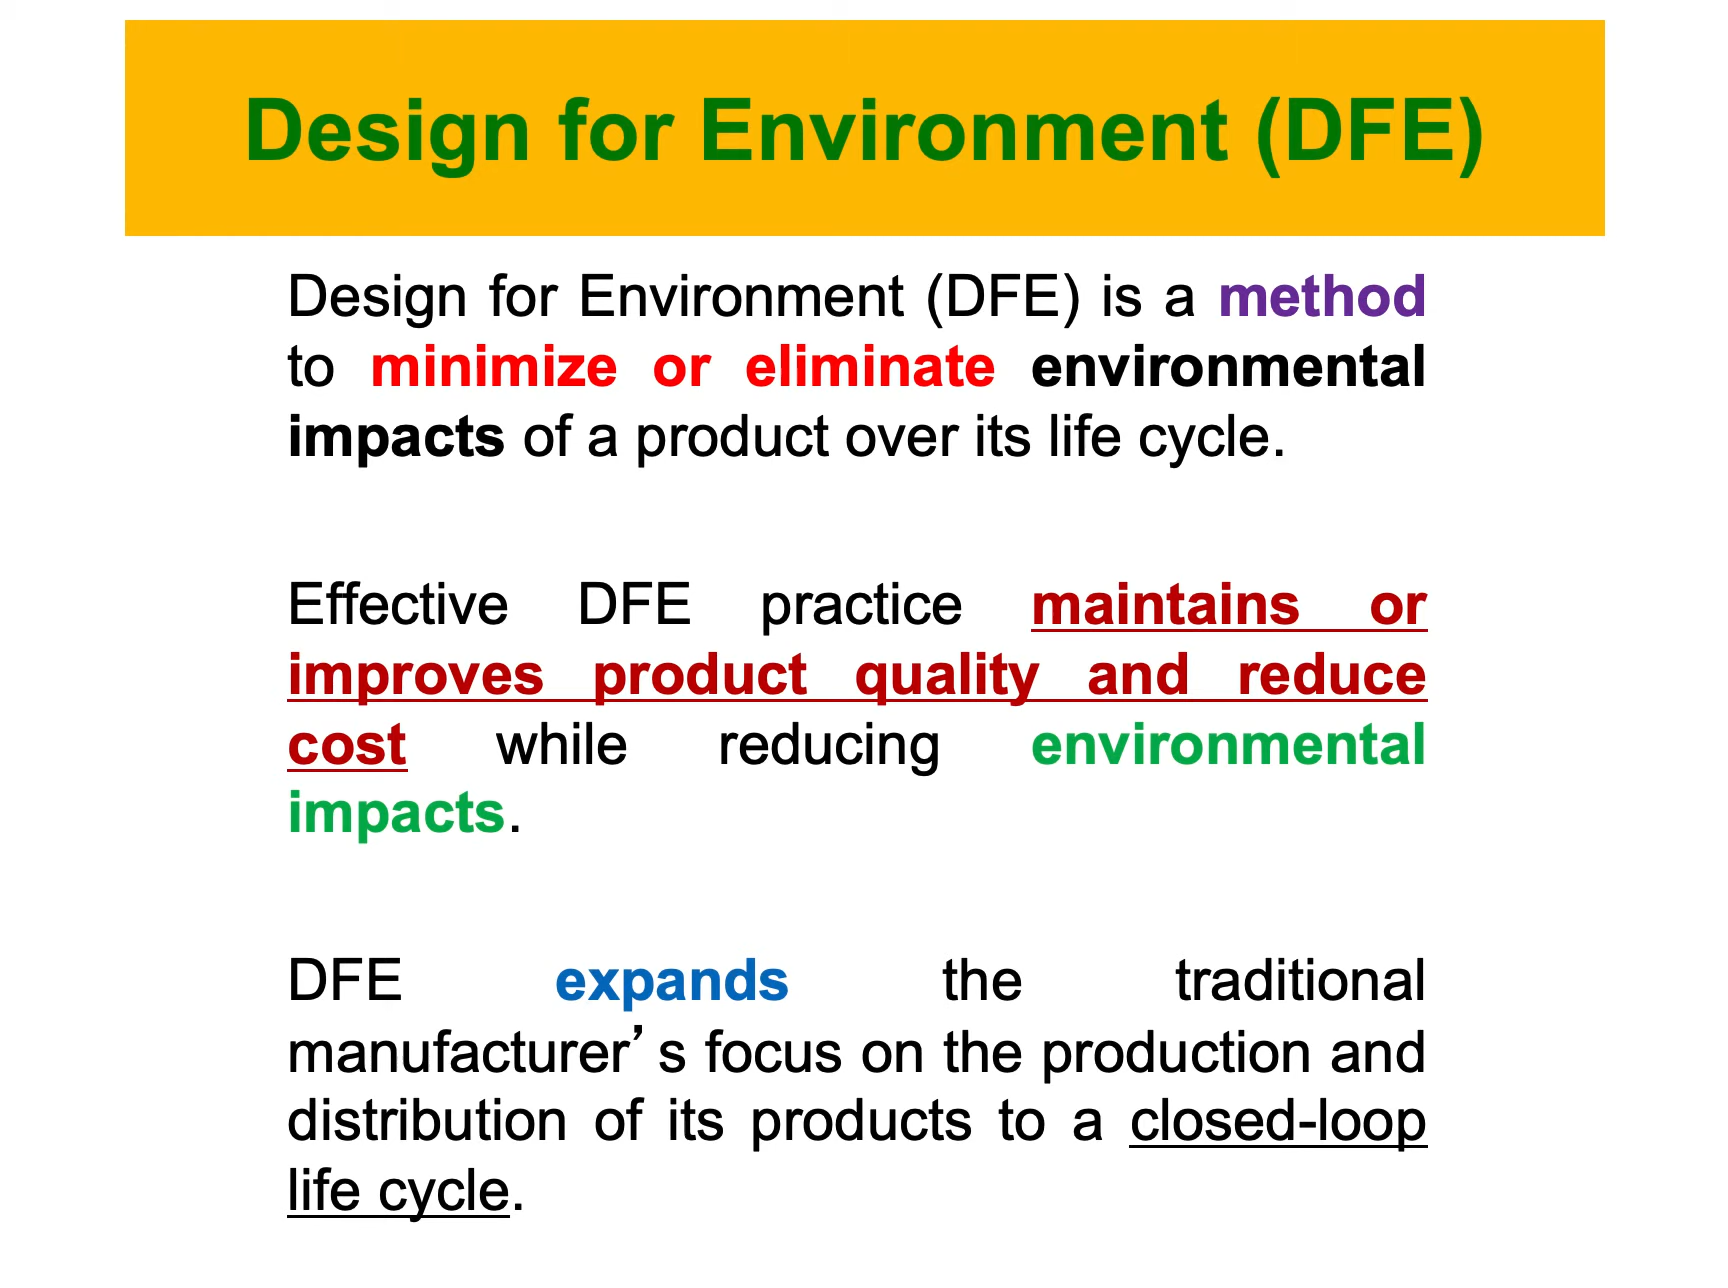 Design for Environment (DFE)
Design for Environment (DFE) is a method
to minimize or eliminate environmental
impacts of a product over its life cycle.
Effective DFE practice maintains or
improves product quality and reduce
cost while reducing environmental
impacts.
DFE expands the traditional
manufacturer’s focus on the production and
distribution of its products to a closed-loop
life cycle.